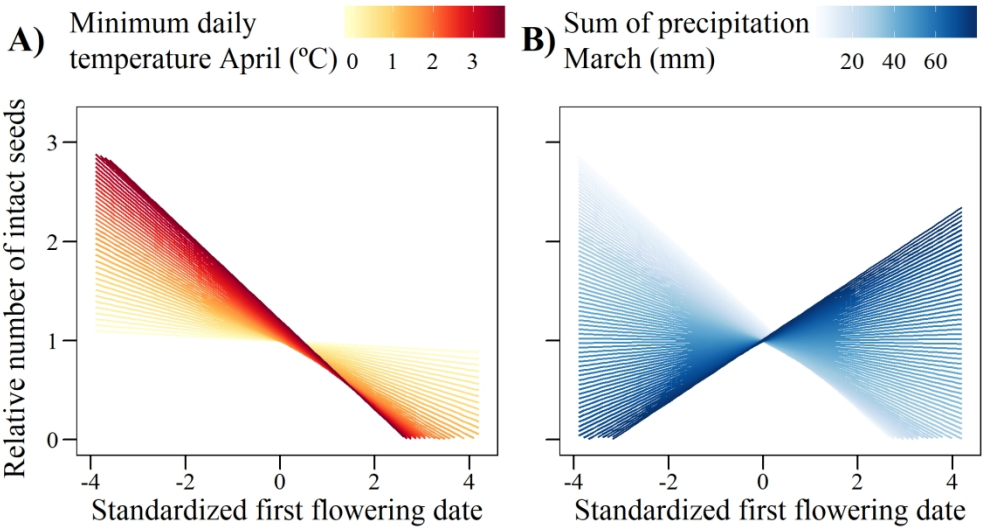 A)
Minimum daily
temperature April (ºC)
0 1 2 3
Relative number of intact seeds
3
2
1
0
-4 -2 0 2 4
Standardized first flowering date
B)
Sum of precipitation
March (mm)
20 40 60
-4 -2 0 2 4
Standardized first flowering date